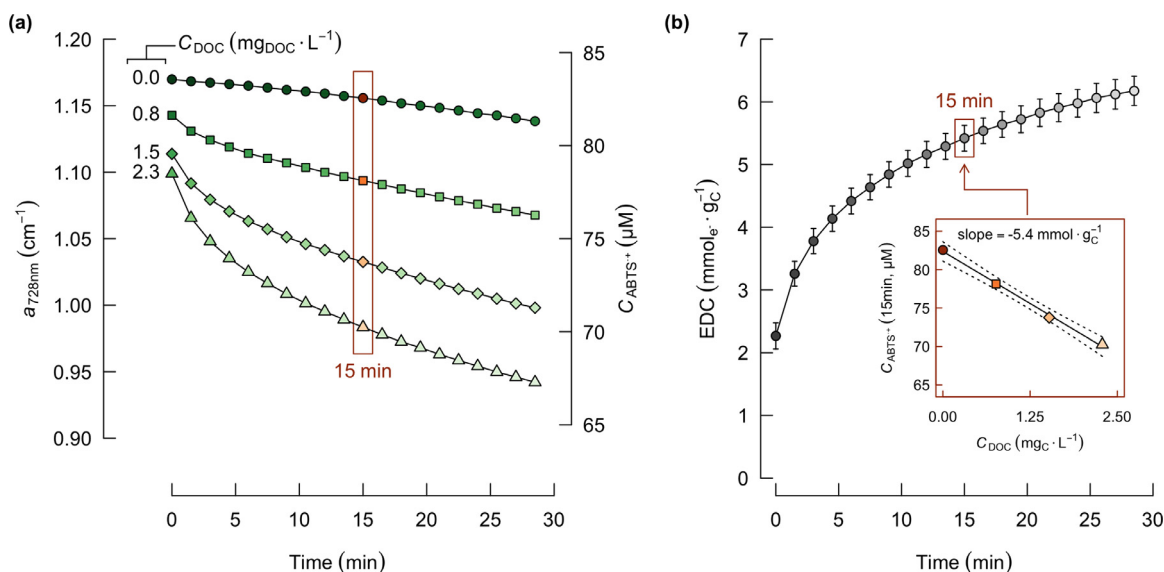 (a)
C_DOC (mg_DOC · L⁻¹)
0.0
0.8
1.5
2.3
15 min
1.20
1.15
1.10
1.05
1.00
0.95
0.90
a_728nm (cm⁻¹)
85
80
75
70
65
C_ABTS•⁺ (µM)
0 5 10 15 20 25 30
Time (min)
(b)
7
6
5
4
3
2
1
0
EDC (mmol_e⁻ · g_C⁻¹)
15 min
slope = -5.4 mmol · g_C⁻¹
85
80
75
70
65
C_ABTS•⁺ (15min, µM)
0.00 1.25 2.50
C_DOC (mg_C · L⁻¹)
0 5 10 15 20 25 30
Time (min)